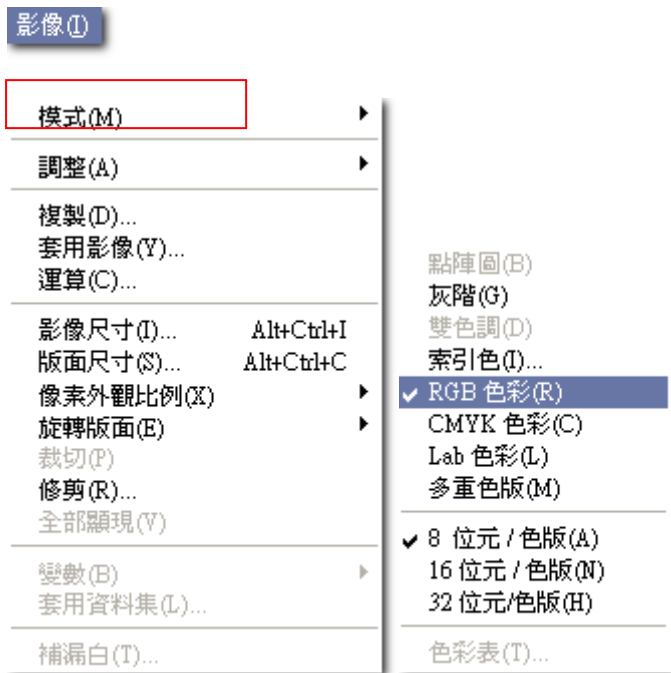 影像(I)
模式(M)
調整(A)
複製(D)...
套用影像(Y)...
運算(C)...
影像尺寸(I)... Alt+Ctrl+I
版面尺寸(S)... Alt+Ctrl+C
像素外觀比例(X)
旋轉版面(E)
裁切(P)
修剪(R)...
全部顯現(V)
變數(B)
套用資料集(L)...
補漏白(T)...
點陣圖(B)
灰階(G)
雙色調(D)
索引色(I)...
RGB 色彩(R)
CMYK 色彩(C)
Lab 色彩(L)
多重色版(M)
8 位元 / 色版(A)
16 位元 / 色版(N)
32 位元/色版(H)
色彩表(T)...